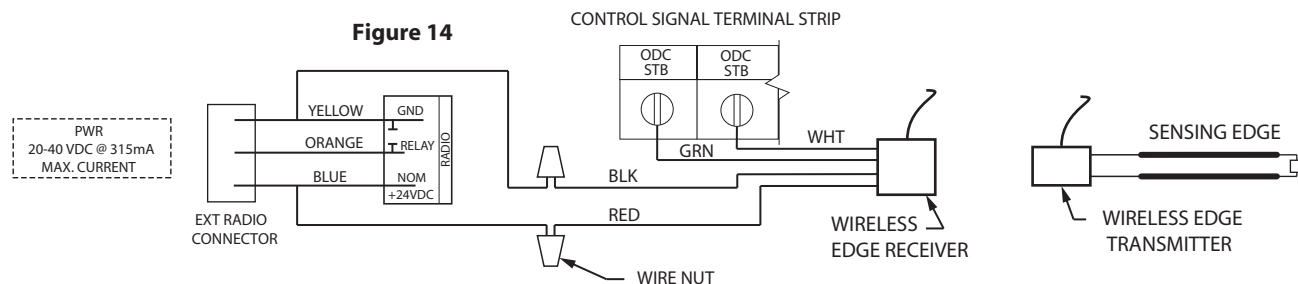 Figure 14
CONTROL SIGNAL TERMINAL STRIP
ODC
STB
ODC
STB
PWR
20-40 VDC @ 315mA
MAX. CURRENT
YELLOW
GND
ORANGE
RELAY
RADIO
BLUE
NOM
+24VDC
EXT RADIO
CONNECTOR
WHT
GRN
BLK
RED
WIRE NUT
WIRELESS
EDGE RECEIVER
SENSING EDGE
WIRELESS EDGE
TRANSMITTER